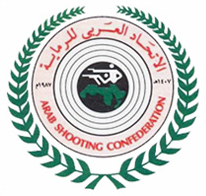 الاتحاد العربي للرماية
١٩٨٧م
١٤٠٧هـ
ARAB SHOOTING CONFEDERATION